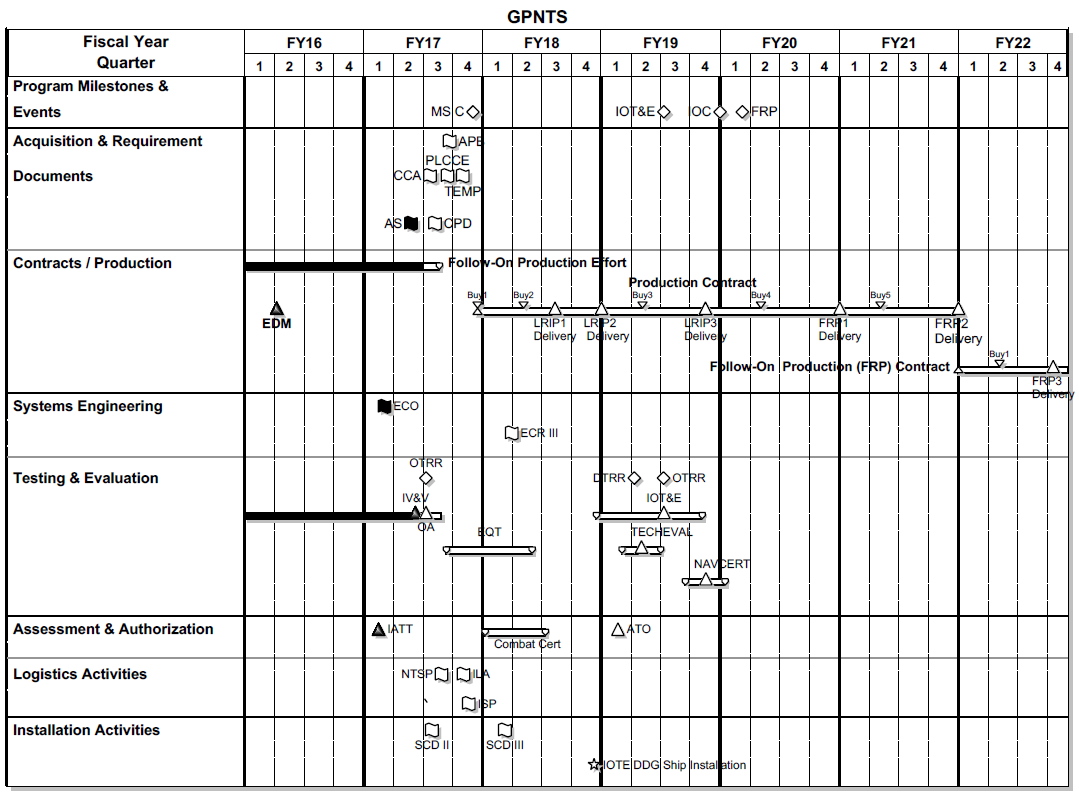 GPNTS
Fiscal Year FY16 FY17 FY18 FY19 FY20 FY21 FY22
Quarter 1 2 3 4 1 2 3 4 1 2 3 4 1 2 3 4 1 2 3 4 1 2 3 4 1 2 3 4
Program Milestones &
Events MS C IOT&E IOC FRP
Acquisition & Requirement APB
PLCCE
Documents CCA
TEMP
AS CPD
Contracts / Production Follow-On Production Effort
Production Contract
Buy1 Buy2 Buy3 Buy4 Buy5
EDM LRIP1 LRIP2 LRIP3 FRP1 FRP2
Delivery Delivery Delivery Delivery Delivery
Buy1
Follow-On Production (FRP) Contract
FRP3
Delivery
Systems Engineering ECO
ECR III
OTRR
Testing & Evaluation DTRR OTRR
IV&V IOT&E
OA
EQT TECHEVAL
NAVCERT
Assessment & Authorization IATT ATO
Combat Cert
Logistics Activities NTSP ILA
ISP
Installation Activities
SCD II SCD III
IOTE DDG Ship Installation